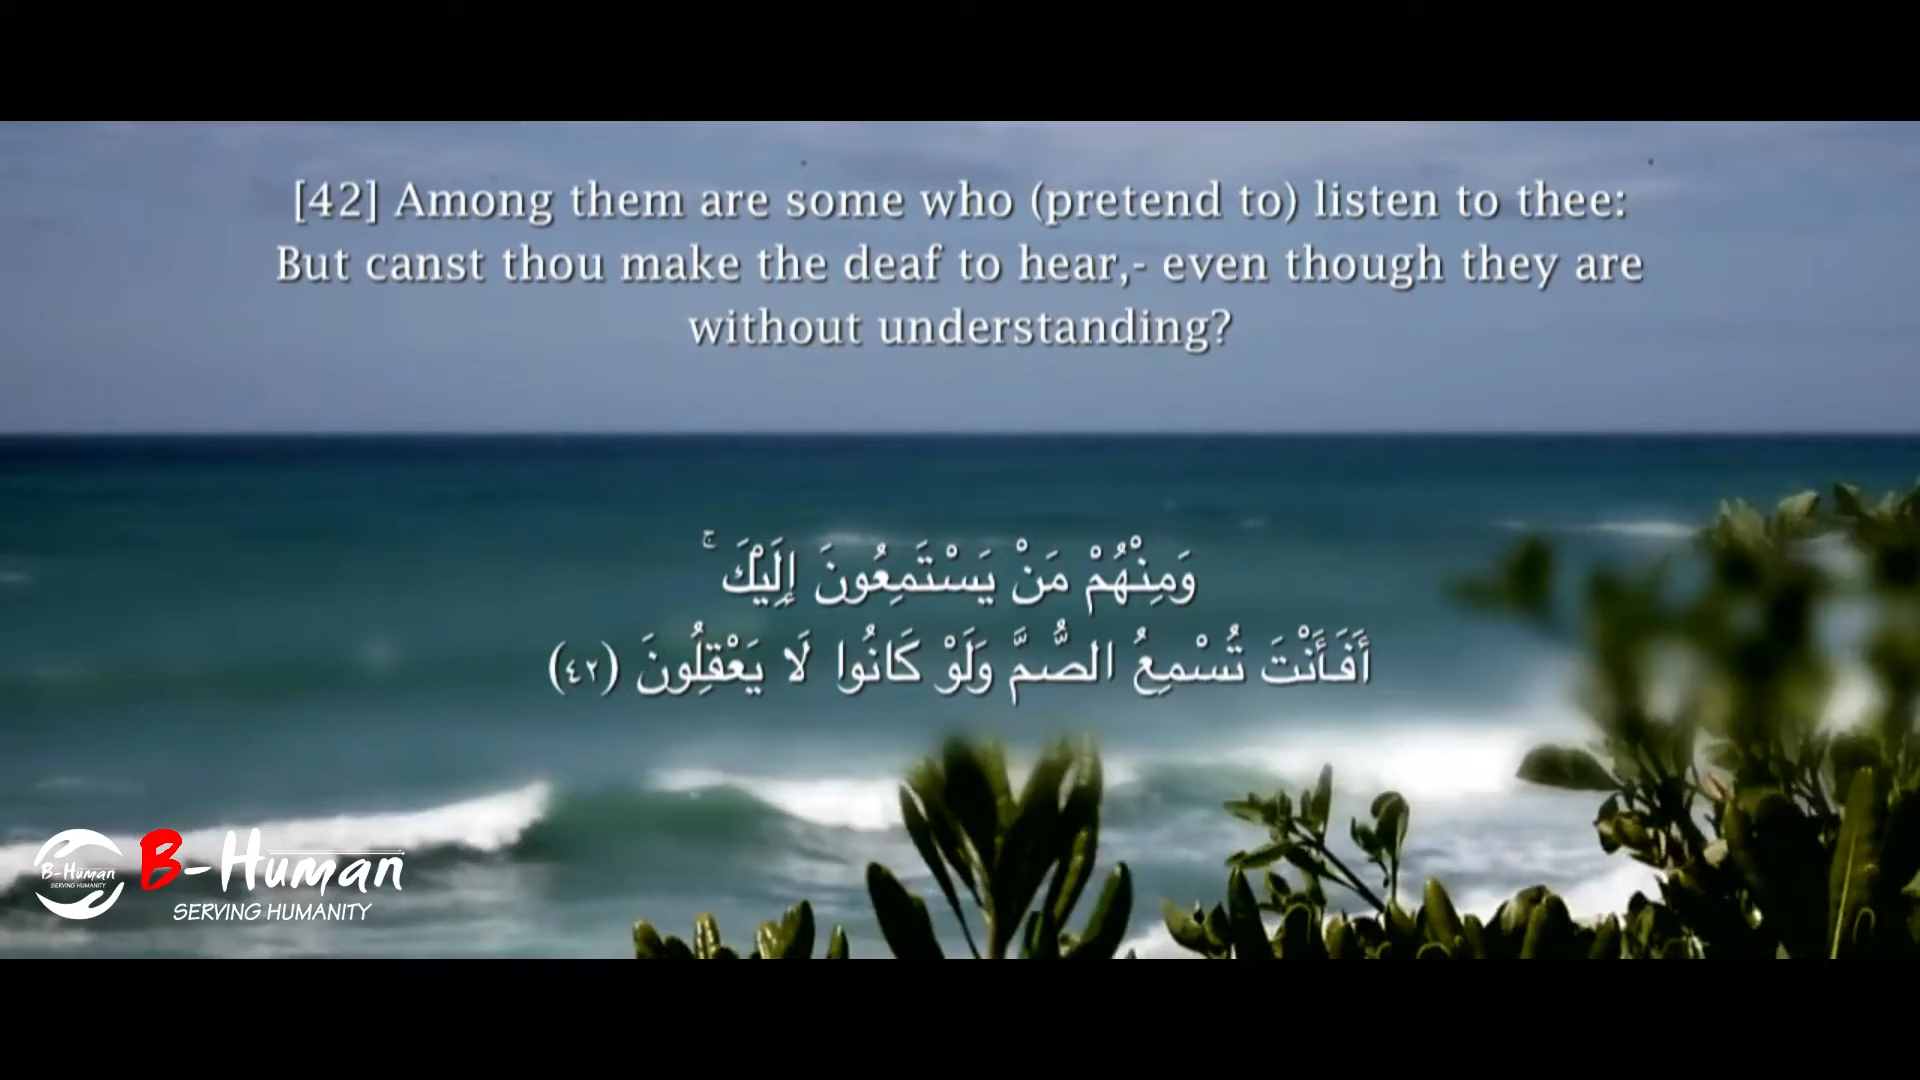 [42] Among them are some who (pretend to) listen to thee:
But canst thou make the deaf to hear,- even though they are
without understanding?
وَمِنْهُمْ مَنْ يَسْتَمِعُونَ إِلَيْكَ ۚ
أَفَأَنْتَ تُسْمِعُ الصُّمَّ وَلَوْ كَانُوا لَا يَعْقِلُونَ (٤٢)
B-Human
SERVING HUMANITY
B-Human
SERVING HUMANITY